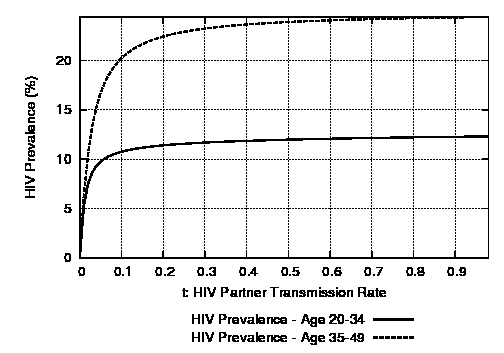 20
15
10
5
0
HIV Prevalence (%)
0 0.1 0.2 0.3 0.4 0.5 0.6 0.7 0.8 0.9
t: HIV Partner Transmission Rate
HIV Prevalence - Age 20-34
HIV Prevalence - Age 35-49